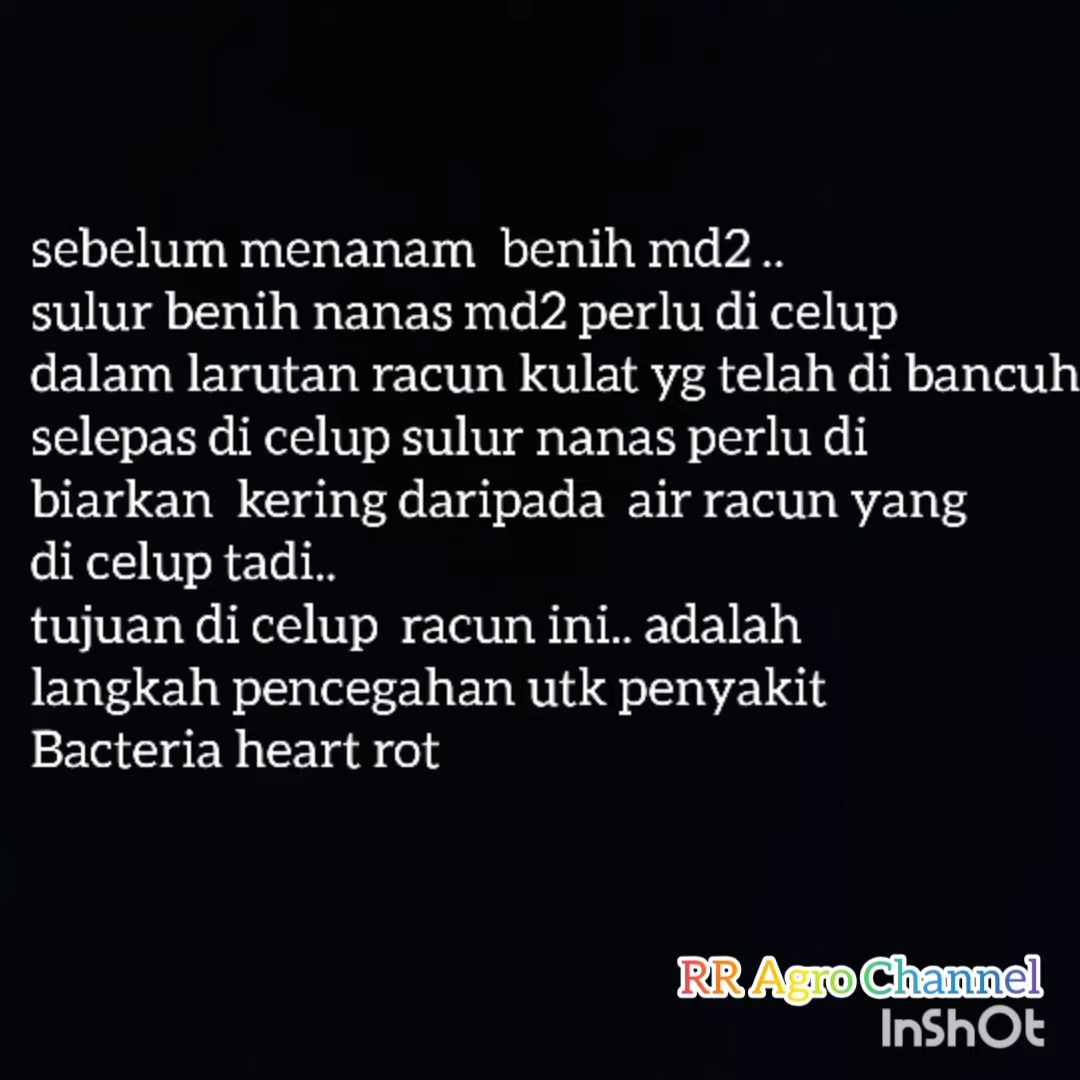 sebelum menanam  benih md2 ..
sulur benih nanas md2 perlu di celup
dalam larutan racun kulat yg telah di bancuh
selepas di celup sulur nanas perlu di
biarkan  kering daripada  air racun yang
di celup tadi..
tujuan di celup  racun ini.. adalah
langkah pencegahan utk penyakit
Bacteria heart rot
RR Agro Channel
InShOt